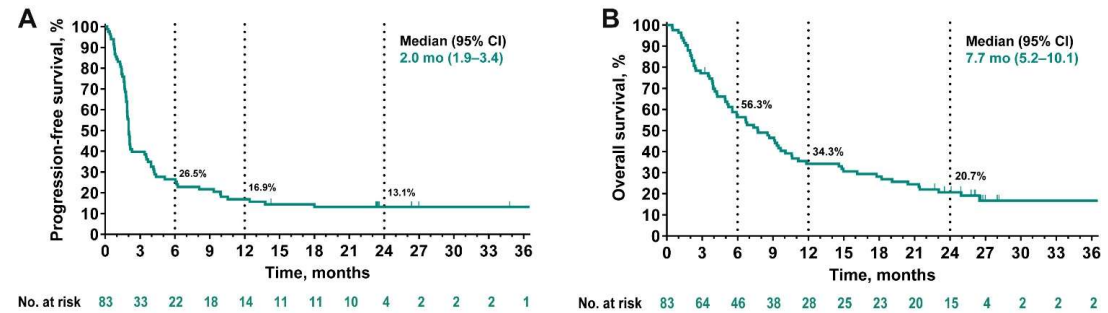 A
Progression-free survival, %
100
90
80
70
60
50
40
30
20
10
0
Median (95% CI)
2.0 mo (1.9–3.4)
26.5%
16.9%
13.1%
0 3 6 9 12 15 18 21 24 27 30 33 36
Time, months
No. at risk 83 33 22 18 14 11 11 10 4 2 2 2 1
B
Overall survival, %
100
90
80
70
60
50
40
30
20
10
0
Median (95% CI)
7.7 mo (5.2–10.1)
56.3%
34.3%
20.7%
0 3 6 9 12 15 18 21 24 27 30 33 36
Time, months
No. at risk 83 64 46 38 28 25 23 20 15 4 2 2 2